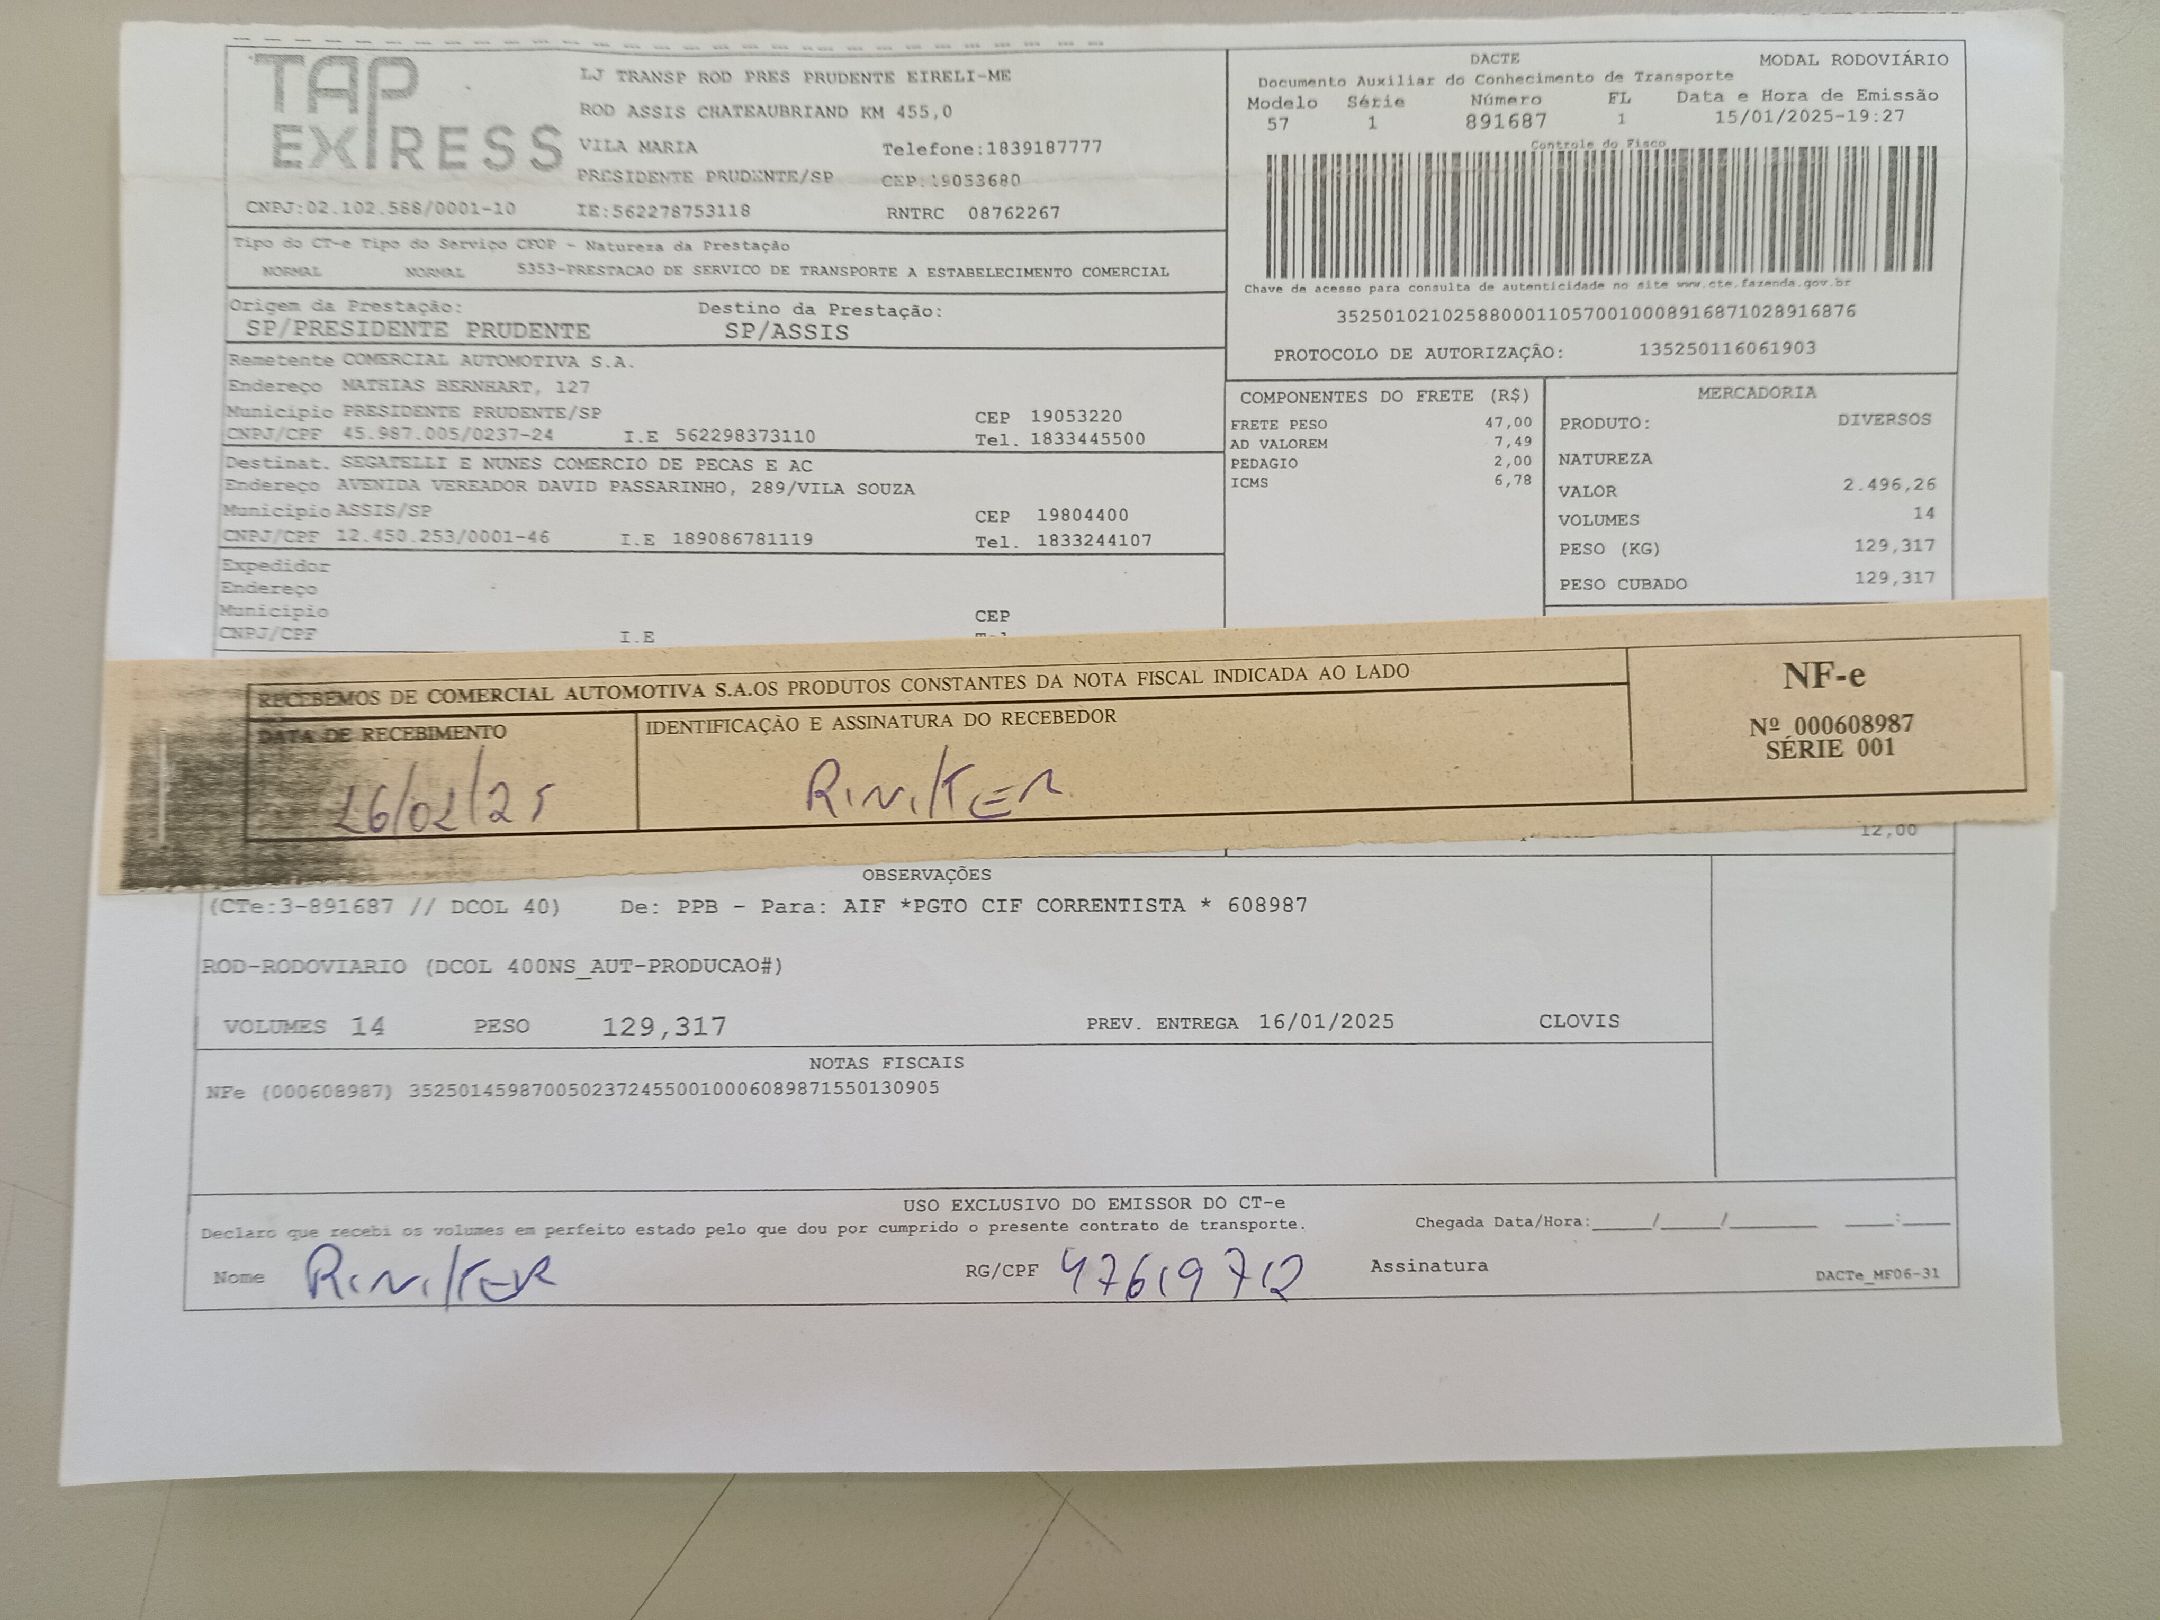 TAP EXPRESS
LJ TRANSP ROD PRES PRUDENTE EIRELI-ME
ROD ASSIS CHATEAUBRIAND KM 455,0
VILA MARIA Telefone:1839187777
PRESIDENTE PRUDENTE/SP CEP:19053680
CNPJ:02.102.588/0001-10 IE:562278753118 RNTRC 08762267
Tipo do CT-e Tipo do Serviço CFOP - Natureza da Prestação
NORMAL NORMAL 5353-PRESTACAO DE SERVICO DE TRANSPORTE A ESTABELECIMENTO COMERCIAL
Origem da Prestação: Destino da Prestação:
SP/PRESIDENTE PRUDENTE SP/ASSIS
Remetente COMERCIAL AUTOMOTIVA S.A.
Endereço MATHIAS BERNHART, 127
Municipio PRESIDENTE PRUDENTE/SP CEP 19053220
CNPJ/CPF 45.987.005/0237-24 I.E 562298373110 Tel. 1833445500
Destinat. SEGATELLI E NUNES COMERCIO DE PECAS E AC
Endereço AVENIDA VEREADOR DAVID PASSARINHO, 289/VILA SOUZA
Municipio ASSIS/SP CEP 19804400
CNPJ/CPF 12.450.253/0001-46 I.E 189086781119 Tel. 1833244107
Expedidor
Endereço
Municipio CEP
CNPJ/CPF I.E
DACTE MODAL RODOVIÁRIO
Documento Auxiliar do Conhecimento de Transporte
Modelo Série Número FL Data e Hora de Emissão
57 1 891687 1 15/01/2025-19:27
Controle do Fisco
Chave de acesso para consulta de autenticidade no site www.cte.fazenda.gov.br
35250102102588000110570010008916871028916876
PROTOCOLO DE AUTORIZAÇÃO: 135250116061903
COMPONENTES DO FRETE (R$)
FRETE PESO 47,00
AD VALOREM 7,49
PEDAGIO 2,00
ICMS 6,78
MERCADORIA
PRODUTO: DIVERSOS
NATUREZA
VALOR 2.496,26
VOLUMES 14
PESO (KG) 129,317
PESO CUBADO 129,317
RECEBEMOS DE COMERCIAL AUTOMOTIVA S.A.OS PRODUTOS CONSTANTES DA NOTA FISCAL INDICADA AO LADO
DATA DE RECEBIMENTO IDENTIFICAÇÃO E ASSINATURA DO RECEBEDOR
RiNiKER
NF-e
Nº 000608987
SÉRIE 001
12,00
OBSERVAÇÕES
(CTe:3-891687 // DCOL 40) De: PPB - Para: AIF *PGTO CIF CORRENTISTA * 608987
ROD-RODOVIARIO (DCOL 400NS_AUT-PRODUCAO#)
VOLUMES 14 PESO 129,317 PREV. ENTREGA 16/01/2025 CLOVIS
NOTAS FISCAIS
NFe (000608987) 35250145987005023724550010006089871550130905
USO EXCLUSIVO DO EMISSOR DO CT-e
Declaro que recebi os volumes em perfeito estado pelo que dou por cumprido o presente contrato de transporte. Chegada Data/Hora:_____/_____/________ ____:____
Nome RiNiKER RG/CPF 47619712 Assinatura
DACTe_MF06-31